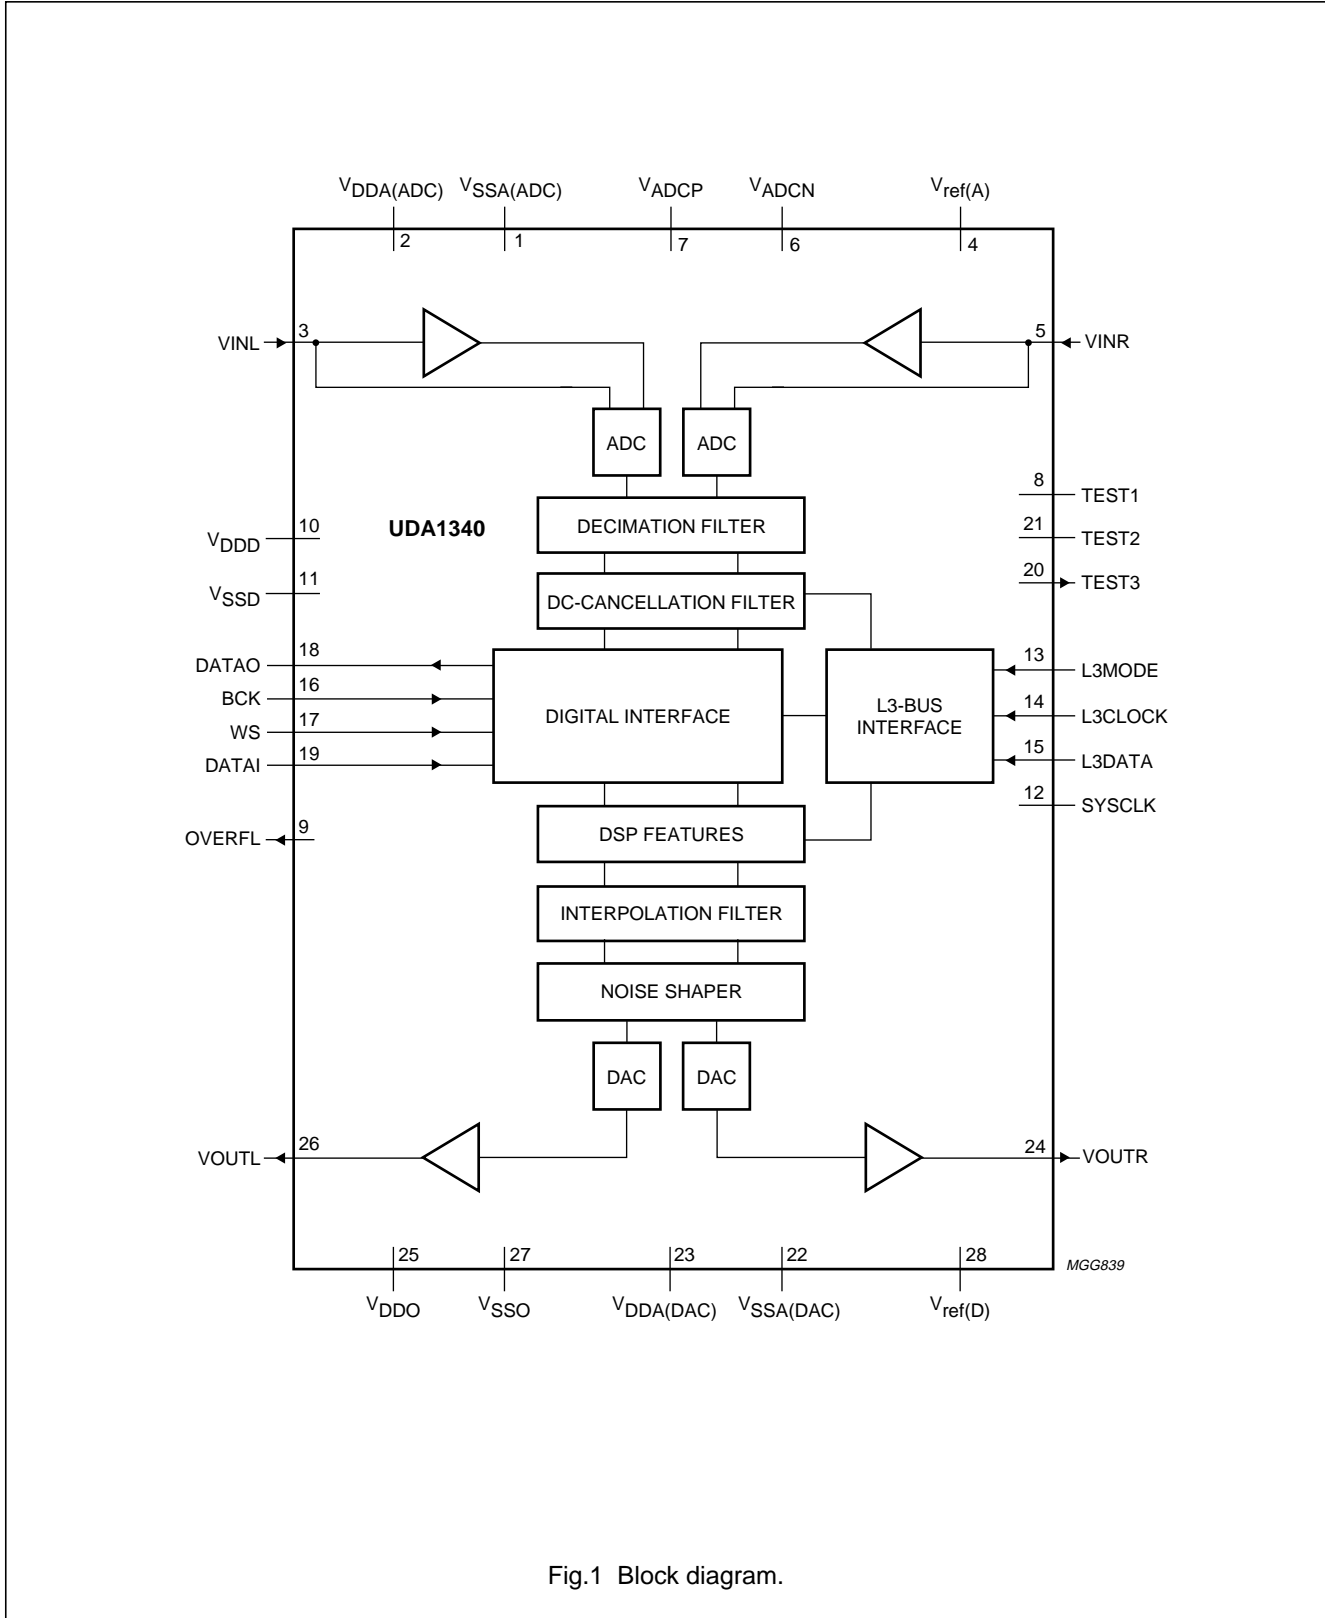 VDDA(ADC) VSSA(ADC) VADCP VADCN Vref(A)
2 1 7 6 4
VINL 3 5 VINR
ADC ADC
8 TEST1
DECIMATION FILTER
UDA1340
VDDD 10 21 TEST2
20 TEST3
VSSD 11
DC-CANCELLATION FILTER
DATAO 18 13 L3MODE
BCK 16
DIGITAL INTERFACE
L3-BUS
INTERFACE
14 L3CLOCK
WS 17
DATAI 19 15 L3DATA
12 SYSCLK
OVERFL 9
DSP FEATURES
INTERPOLATION FILTER
NOISE SHAPER
DAC DAC
VOUTL 26 24 VOUTR
25 27 23 22 28
MGG839
VDDO VSSO VDDA(DAC) VSSA(DAC) Vref(D)
Fig.1 Block diagram.